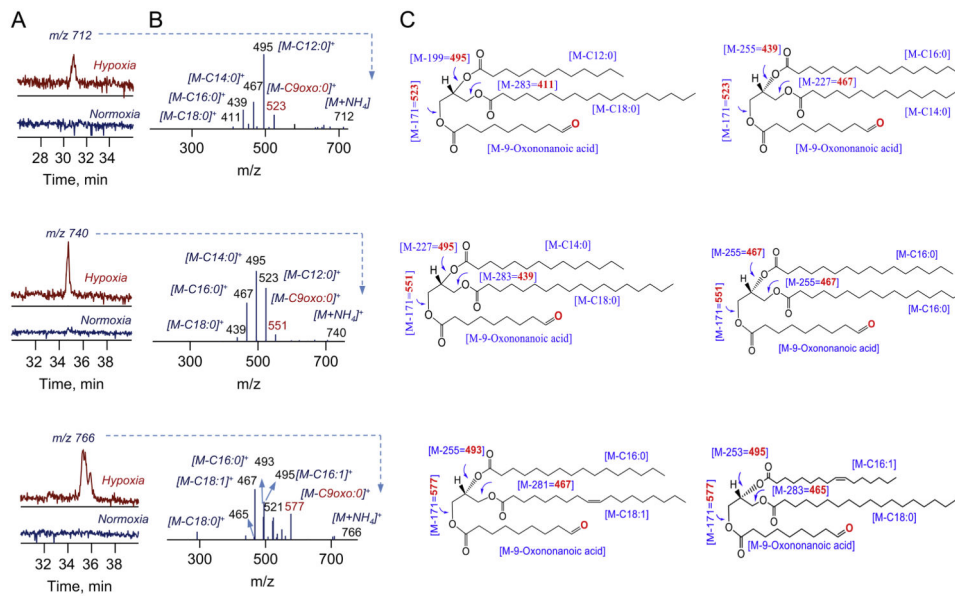 A
B
C
m/z 712
Hypoxia
Normoxia
28 30 32 34
Time, min
495 [M-C12:0]+
[M-C14:0]+
467
[M-C9oxo:0]+
[M-C16:0]+
439
523
[M+NH4]+
[M-C18:0]+
411
712
300 500 700
m/z
[M-199=495]
[M-C12:0]
[M-283=411]
[M-C18:0]
[M-171=523]
[M-9-Oxononanoic acid]
H
O
O
O
O
O
O
O
[M-255=439]
[M-C16:0]
[M-227=467]
[M-C14:0]
[M-171=523]
[M-9-Oxononanoic acid]
H
O
O
O
O
O
O
O
m/z 740
Hypoxia
Normoxia
32 34 36 38 40
Time, min
[M-C14:0]+
495
523
[M-C12:0]+
[M-C16:0]+
467
[M-C9oxo:0]+
[M-C18:0]+
439
551
[M+NH4]+
740
300 500 700
m/z
[M-227=495]
[M-C14:0]
[M-283=439]
[M-C18:0]
[M-171=551]
[M-9-Oxononanoic acid]
H
O
O
O
O
O
O
O
[M-255=467]
[M-C16:0]
[M-255=467]
[M-C16:0]
[M-171=551]
[M-9-Oxononanoic acid]
H
O
O
O
O
O
O
O
m/z 766
Hypoxia
Normoxia
32 34 36 38 40
Time, min
[M-C16:0]+
493
495
[M-C16:1]+
[M-C18:1]+
467
[M-C9oxo:0]+
[M-C18:0]+
465
521
577
[M+NH4]+
766
300 500 700
m/z
[M-255=493]
[M-C16:0]
[M-281=467]
[M-C18:1]
[M-171=577]
[M-9-Oxononanoic acid]
H
O
O
O
O
O
O
O
[M-253=495]
[M-C16:1]
[M-283=465]
[M-C18:0]
[M-171=577]
[M-9-Oxononanoic acid]
H
O
O
O
O
O
O
O